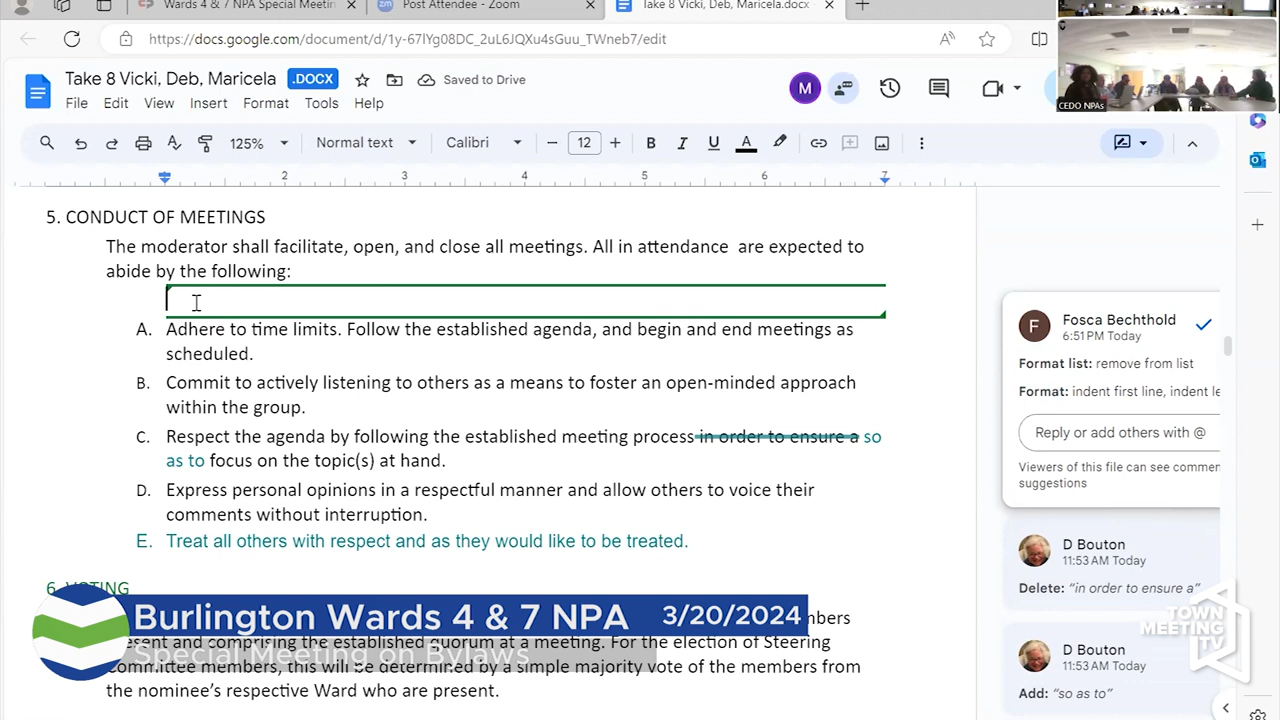 Wards 4 & 7 NPA Special Meetin
Post Attendee - Zoom
Take 8 Vicki, Deb, Maricela.docx
https://docs.google.com/document/d/1y-67lYg08DC_2uL6JQXu4sGuu_TWneb7/edit
Take 8 Vicki, Deb, Maricela .DOCX
Saved to Drive
File Edit View Insert Format Tools Help
M
125% Normal text Calibri 12 B I U A
2 3 4 5 6 7
CEDO NPAs
5. CONDUCT OF MEETINGS
The moderator shall facilitate, open, and close all meetings. All in attendance are expected to
abide by the following:
A. Adhere to time limits. Follow the established agenda, and begin and end meetings as
scheduled.
B. Commit to actively listening to others as a means to foster an open-minded approach
within the group.
C. Respect the agenda by following the established meeting process in order to ensure a so
as to focus on the topic(s) at hand.
D. Express personal opinions in a respectful manner and allow others to voice their
comments without interruption.
E. Treat all others with respect and as they would like to be treated.
6. VOTING
Burlington Wards 4 & 7 NPA 3/20/2024
Special Meeting on Bylaws
present and comprising the established quorum at a meeting. For the election of Steering
Committee members, this will be determined by a simple majority vote of the members from
the nominee's respective Ward who are present.
F
Fosca Bechthold
6:51 PM Today
Format list: remove from list
Format: indent first line, indent le
Reply or add others with @
Viewers of this file can see commen
suggestions
D Bouton
11:53 AM Today
Delete: "in order to ensure a"
D Bouton
11:53 AM Today
Add: "so as to"
TOWN
MEETING
TV